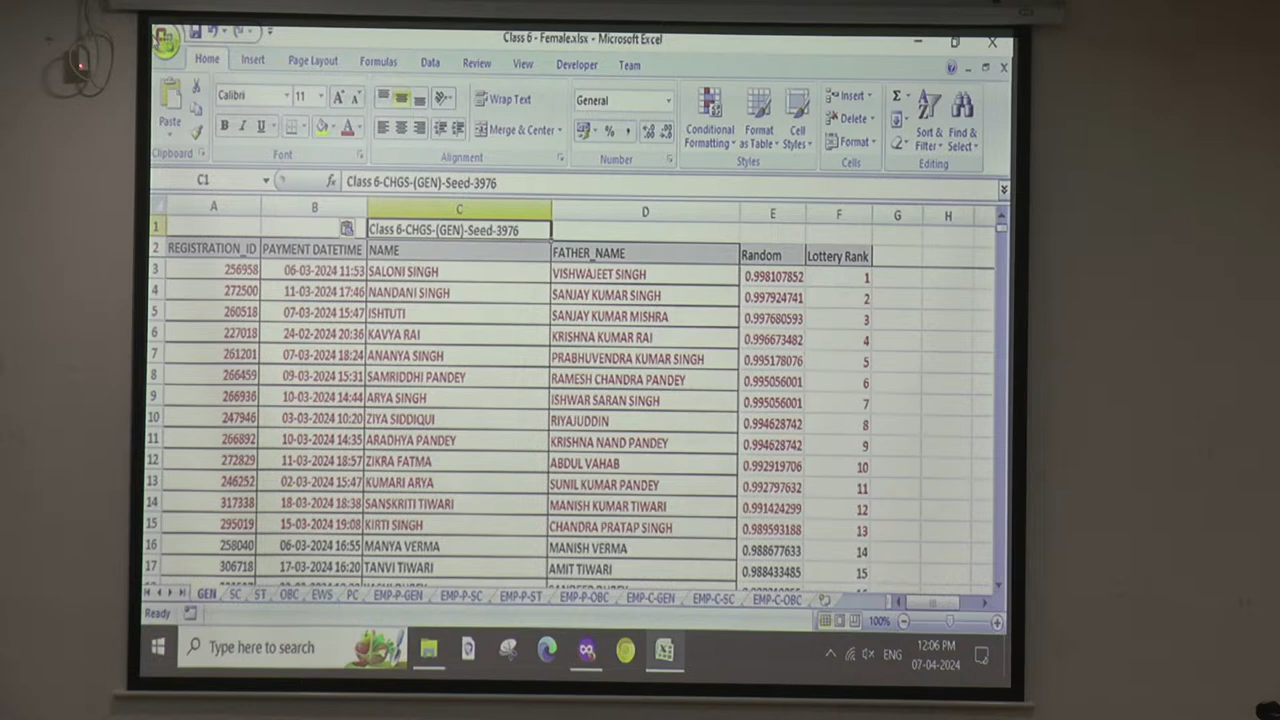 Class 6 - Female.xlsx - Microsoft Excel
Home Insert Page Layout Formulas Data Review View Developer Team
Paste
Clipboard
Calibri 11
B I U
Font
Wrap Text
Merge & Center
Alignment
General
Number
Conditional Formatting
Format as Table
Cell Styles
Styles
Insert
Delete
Format
Cells
Sort & Filter
Find & Select
Editing
C1 fx Class 6-CHGS-(GEN)-Seed-3976
A B C D E F G H
1 Class 6-CHGS-(GEN)-Seed-3976
2 REGISTRATION_ID PAYMENT DATETIME NAME FATHER_NAME Random Lottery Rank
3 256958 06-03-2024 11:53 SALONI SINGH VISHWAJEET SINGH 0.998107852 1
4 272500 11-03-2024 17:46 NANDANI SINGH SANJAY KUMAR SINGH 0.997924741 2
5 260518 07-03-2024 15:47 ISHTUTI SANJAY KUMAR MISHRA 0.997680593 3
6 227018 24-02-2024 20:36 KAVYA RAI KRISHNA KUMAR RAI 0.996673482 4
7 261201 07-03-2024 18:24 ANANYA SINGH PRABHUVENDRA KUMAR SINGH 0.995178076 5
8 266459 09-03-2024 15:31 SAMRIDDHI PANDEY RAMESH CHANDRA PANDEY 0.995056001 6
9 266936 10-03-2024 14:44 ARYA SINGH ISHWAR SARAN SINGH 0.995056001 7
10 247946 03-03-2024 10:20 ZIYA SIDDIQUI RIYAJUDDIN 0.994628742 8
11 266892 10-03-2024 14:35 ARADHYA PANDEY KRISHNA NAND PANDEY 0.994628742 9
12 272829 11-03-2024 18:57 ZIKRA FATMA ABDUL VAHAB 0.992919706 10
13 246252 02-03-2024 15:47 KUMARI ARYA SUNIL KUMAR PANDEY 0.992797632 11
14 317338 18-03-2024 18:38 SANSKRITI TIWARI MANISH KUMAR TIWARI 0.991424299 12
15 295019 15-03-2024 19:08 KIRTI SINGH CHANDRA PRATAP SINGH 0.989593188 13
16 258040 06-03-2024 16:55 MANYA VERMA MANISH VERMA 0.988677633 14
17 306718 17-03-2024 16:20 TANVI TIWARI AMIT TIWARI 0.988433485 15
GEN SC ST OBC EWS PC EMP-P-GEN EMP-P-SC EMP-P-ST EMP-P-OBC EMP-C-GEN EMP-C-SC EMP-C-OBC
Ready 100%
Type here to search ENG 12:06 PM
07-04-2024